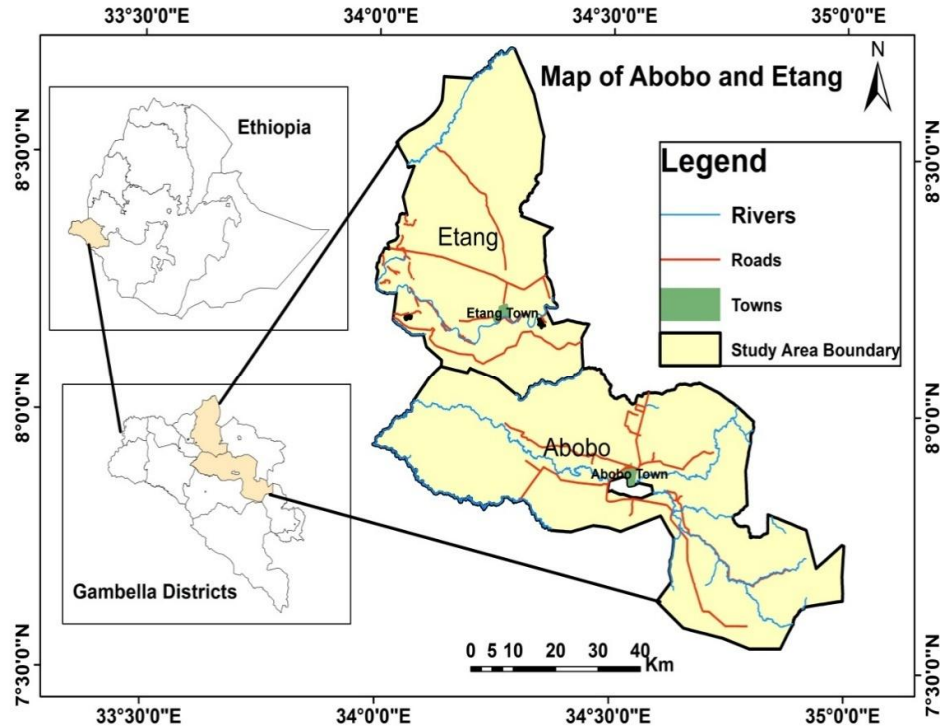 33°30'0"E 34°0'0"E 34°30'0"E 35°0'0"E
N
Map of Abobo and Etang
Ethiopia
8°30'0"N
8°30'0"N
Legend
Rivers
Roads
Towns
Study Area Boundary
Etang
Etang Town
8°0'0"N
8°0'0"N
Abobo
Abobo Town
Gambella Districts
0 5 10 20 30 40
Km
7°30'0"N
7°30'0"N
33°30'0"E 34°0'0"E 34°30'0"E 35°0'0"E